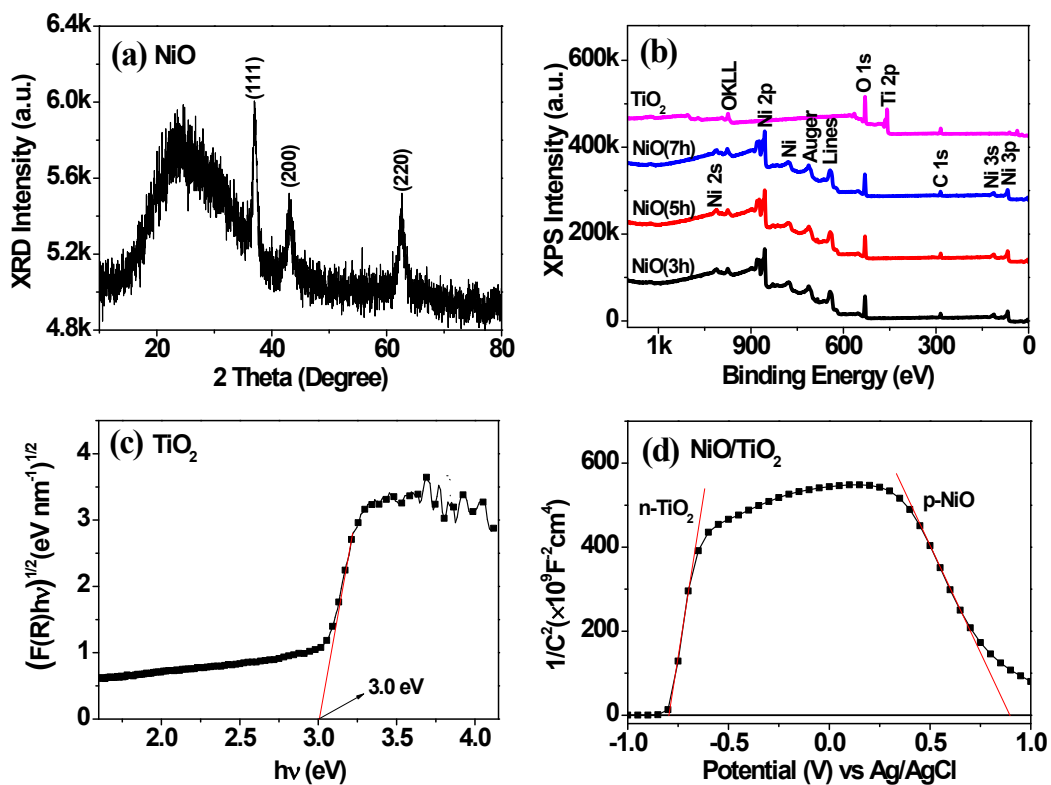 (a) NiO
6.4k
6.0k
5.6k
5.2k
4.8k
XRD Intensity (a.u.)
(111)
(200)
(220)
20
40
60
80
2 Theta (Degree)
(b)
600k
400k
200k
0
XPS Intensity (a.u.)
TiO₂
OKLL
Ni 2p
O 1s
Ti 2p
NiO(7h)
Ni 2s
Ni
Auger
Lines
C 1s
Ni 3s
Ni 3p
NiO(5h)
NiO(3h)
1k
900
600
300
0
Binding Energy (eV)
(c) TiO₂
4
3
2
1
0
(F(R)hν)^1/2(eV nm^-1)^1/2
3.0 eV
2.0
2.5
3.0
3.5
4.0
hν (eV)
(d) NiO/TiO₂
600
400
200
0
1/C²(×10⁹F⁻²cm⁴)
n-TiO₂
p-NiO
-1.0
-0.5
0.0
0.5
1.0
Potential (V) vs Ag/AgCl